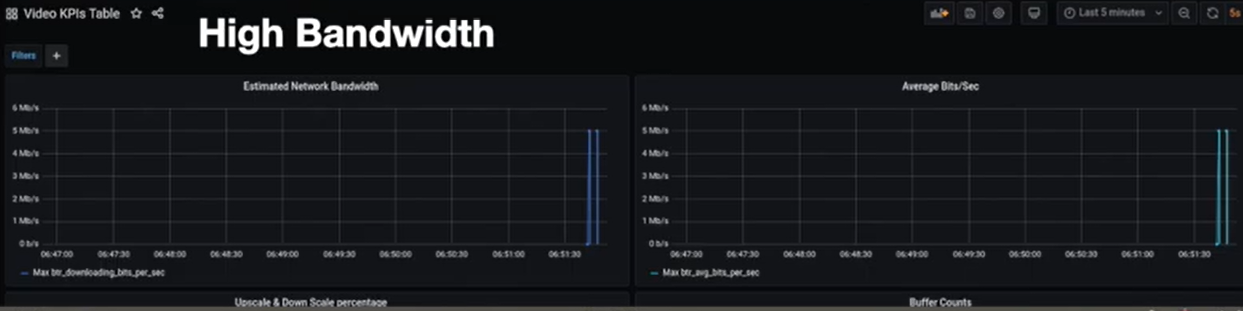 Video KPIs Table
High Bandwidth
Last 5 minutes
5s
Filters
+
Estimated Network Bandwidth
6 Mb/s
5 Mb/s
4 Mb/s
3 Mb/s
2 Mb/s
1 Mb/s
0 b/s
06:47:00 06:47:30 06:48:00 06:48:30 06:49:00 06:49:30 06:50:00 06:50:30 06:51:00 06:51:30
Max btr_downloading_bits_per_sec
Average Bits/Sec
6 Mb/s
5 Mb/s
4 Mb/s
3 Mb/s
2 Mb/s
1 Mb/s
0 b/s
06:47:00 06:47:30 06:48:00 06:48:30 06:49:00 06:49:30 06:50:00 06:50:30 06:51:00 06:51:30
Max btr_avg_bits_per_sec
Upscale & Down Scale percentage
Buffer Counts